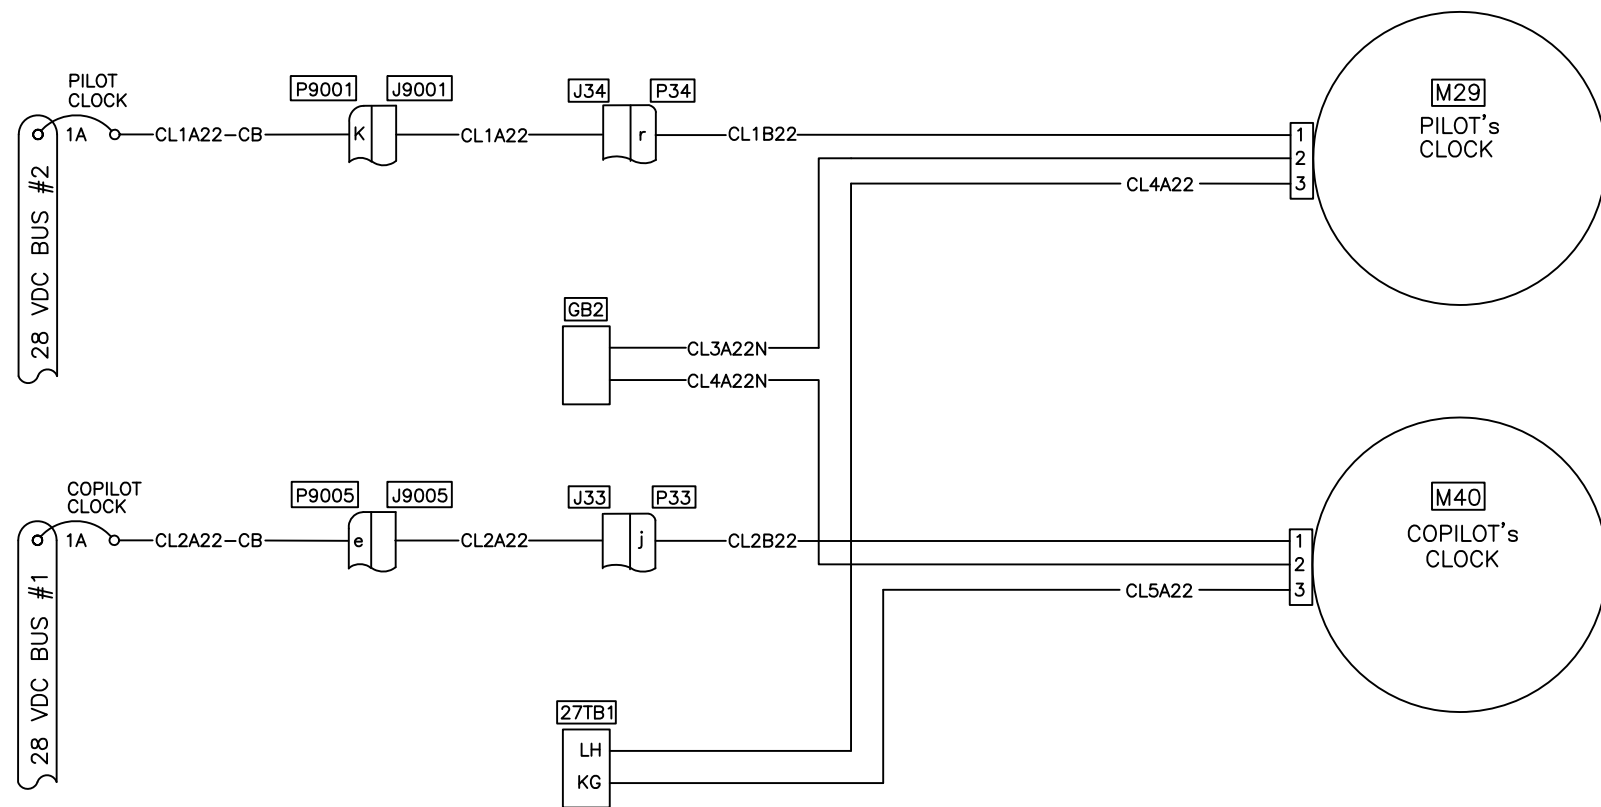 PILOT
CLOCK
1A
CL1A22-CB
P9001
J9001
K
CL1A22
J34
P34
r
CL1B22
28 VDC BUS #2
M29
PILOT's
CLOCK
1
2
3
CL4A22
GB2
CL3A22N
CL4A22N
COPILOT
CLOCK
1A
CL2A22-CB
P9005
J9005
e
CL2A22
J33
P33
j
CL2B22
28 VDC BUS #1
M40
COPILOT's
CLOCK
1
2
3
CL5A22
27TB1
LH
KG